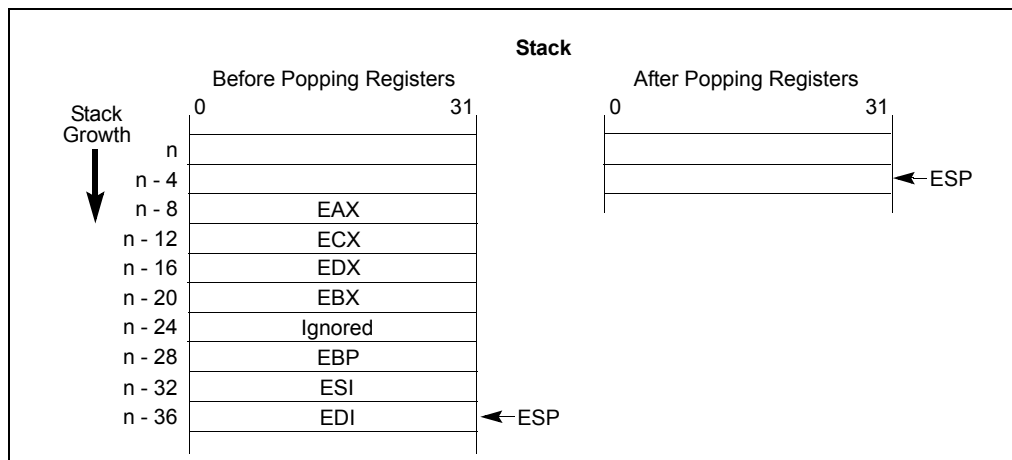 Stack
Before Popping Registers
After Popping Registers
0 31
0 31
Stack
Growth
n
n - 4
ESP
n - 8 EAX
n - 12 ECX
n - 16 EDX
n - 20 EBX
n - 24 Ignored
n - 28 EBP
n - 32 ESI
n - 36 EDI ESP